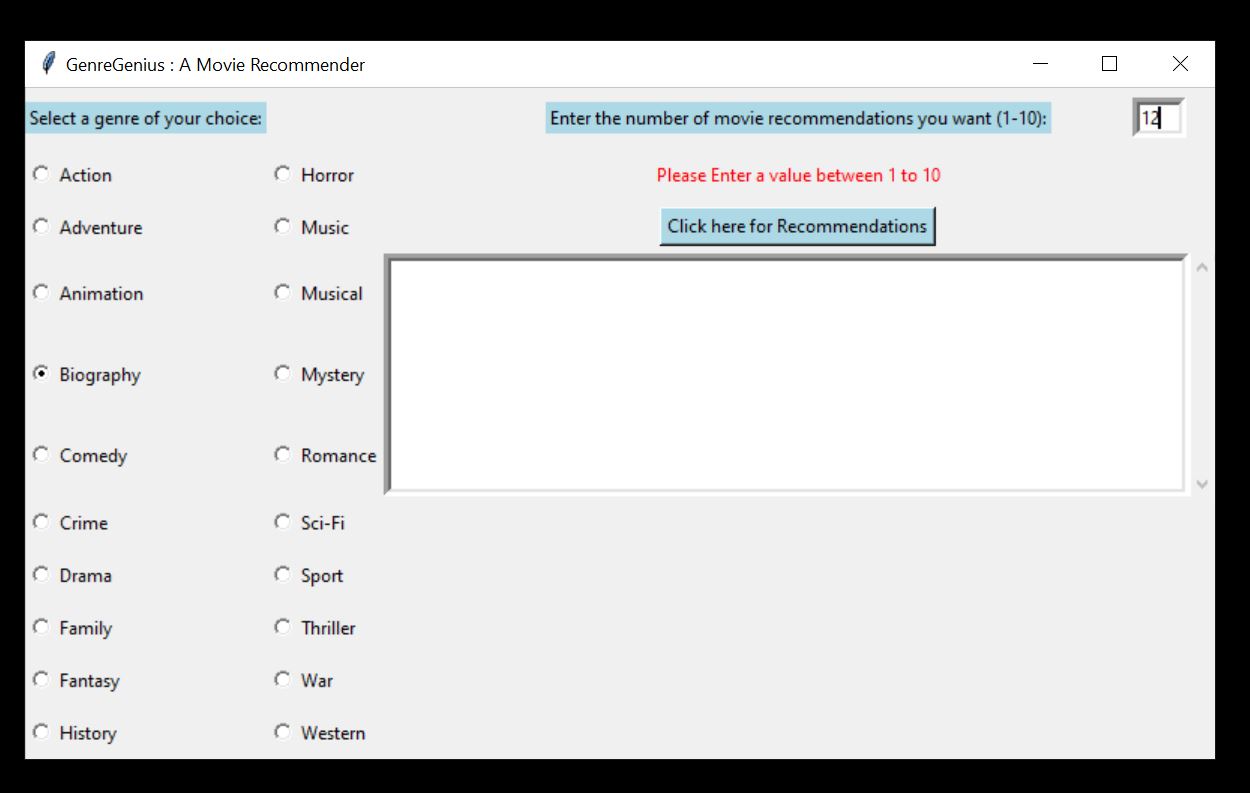 GenreGenius : A Movie Recommender
Select a genre of your choice:
Enter the number of movie recommendations you want (1-10):
12
Action
Horror
Please Enter a value between 1 to 10
Adventure
Music
Click here for Recommendations
Animation
Musical
Biography
Mystery
Comedy
Romance
Crime
Sci-Fi
Drama
Sport
Family
Thriller
Fantasy
War
History
Western